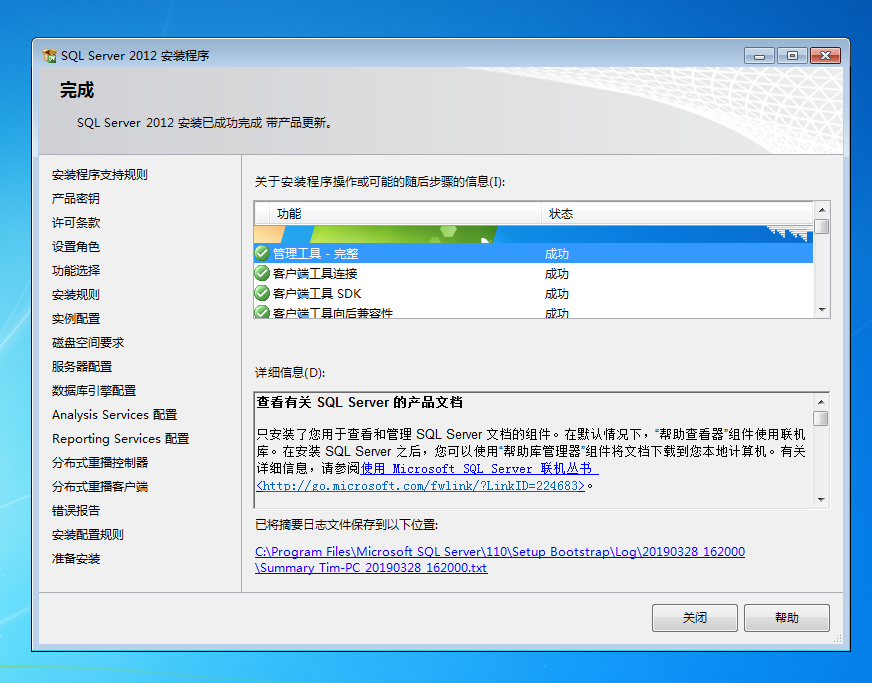 SQL Server 2012 安装程序
完成
SQL Server 2012 安装已成功完成 带产品更新。
安装程序支持规则
产品密钥
许可条款
设置角色
功能选择
安装规则
实例配置
磁盘空间要求
服务器配置
数据库引擎配置
Analysis Services 配置
Reporting Services 配置
分布式重播控制器
分布式重播客户端
错误报告
安装配置规则
准备安装
关于安装程序操作或可能的随后步骤的信息(I):
功能 状态
管理工具 - 完整 成功
客户端工具连接 成功
客户端工具 SDK 成功
客户端工具向后兼容性 成功
详细信息(D):
查看有关 SQL Server 的产品文档
只安装了您用于查看和管理 SQL Server 文档的组件。在默认情况下，“帮助查看器”组件使用联机
库。在安装 SQL Server 之后，您可以使用“帮助库管理器”组件将文档下载到您本地计算机。有关
详细信息，请参阅使用 Microsoft SQL Server 联机丛书
<http://go.microsoft.com/fwlink/?LinkID=224683>。
已将摘要日志文件保存到以下位置:
C:\Program Files\Microsoft SQL Server\110\Setup Bootstrap\Log\20190328_162000
\Summary_Tim-PC_20190328_162000.txt
关闭 帮助